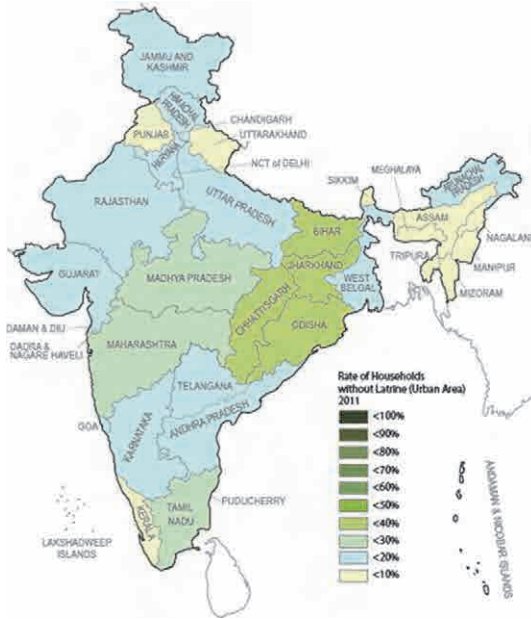 JAMMU AND
KASHMIR
HIMACHAL
PRADESH
CHANDIGARH
PUNJAB
UTTARAKHAND
HARYANA
NCT of DELHI
MEGHALAYA
ARUNACHAL
PRADESH
SIKKIM
RAJASTHAN
UTTAR PRADESH
ASSAM
BIHAR
NAGALAND
TRIPURA
MANIPUR
JHARKHAND
GUJARAT
MADHYA PRADESH
WEST
BELGAL
MIZORAM
CHHATTISGARH
DAMAN & DIU
ODISHA
DADRA &
NAGARE HAVELI
MAHARASHTRA
TELANGANA
Rate of Households
without Latrine (Urban Area)
2011
<100%
<90%
<80%
<70%
<60%
<50%
<40%
<30%
<20%
<10%
GOA
KARNATAKA
ANDHRA PRADESH
PUDUCHERRY
KERALA
TAMIL
NADU
LAKSHADWEEP
ISLANDS
ANDAMAN & NICOBAR ISLANDS